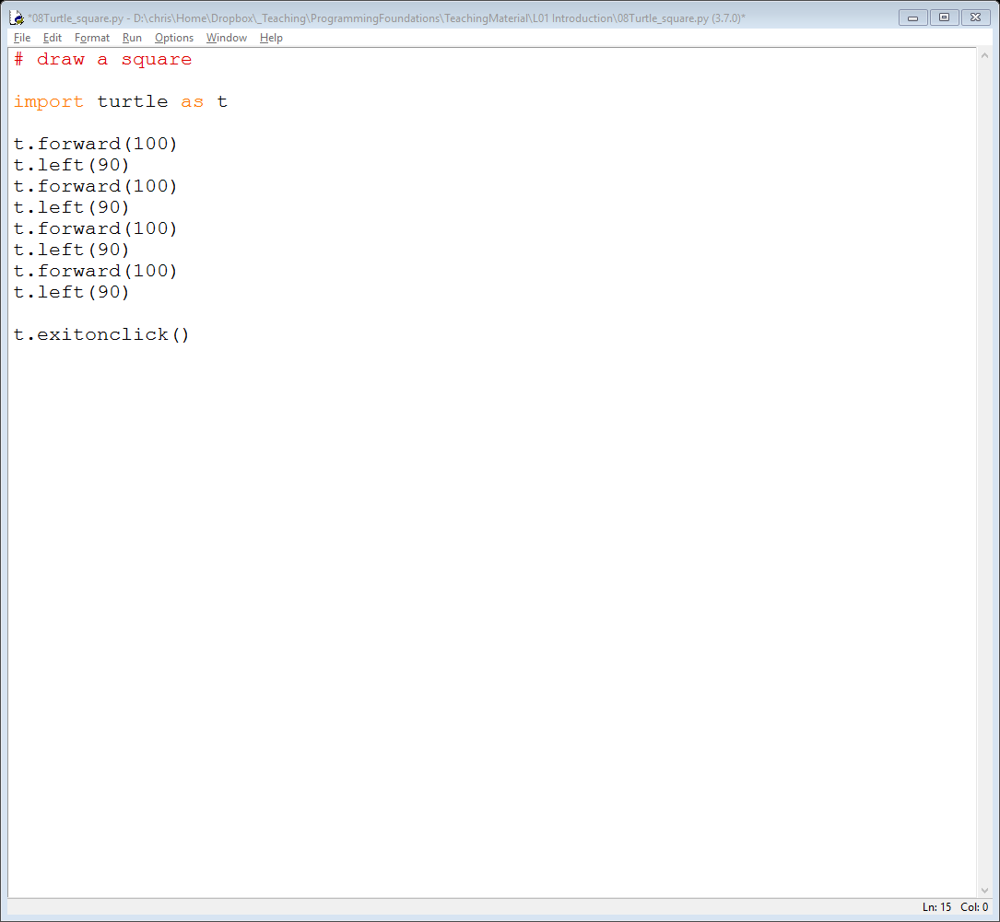 *08Turtle_square.py - D:\chris\Home\Dropbox\_Teaching\ProgrammingFoundations\TeachingMaterial\L01 Introduction\08Turtle_square.py (3.7.0)*
File Edit Format Run Options Window Help
# draw a square
import turtle as t
t.forward(100)
t.left(90)
t.forward(100)
t.left(90)
t.forward(100)
t.left(90)
t.forward(100)
t.left(90)
t.exitonclick()
Ln: 15 Col: 0